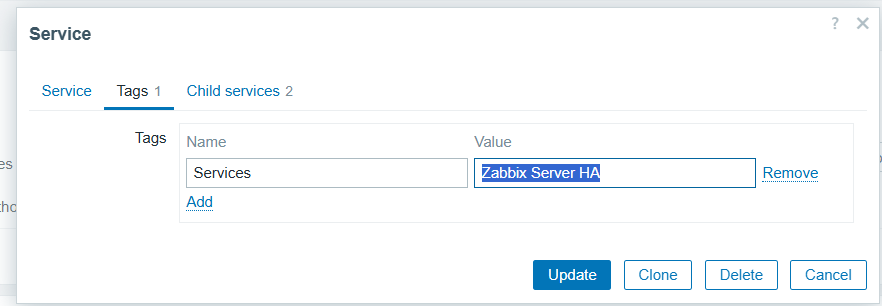 Service
?
Service Tags 1 Child services 2
Tags Name Value
Services Zabbix Server HA Remove
es
Add
tho
Update Clone Delete Cancel